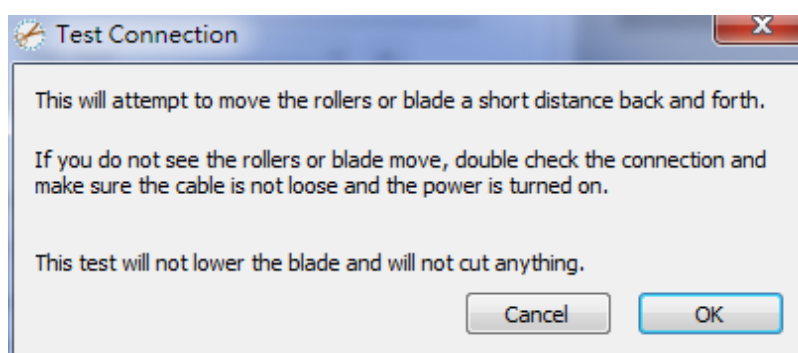 Test Connection
This will attempt to move the rollers or blade a short distance back and forth.
If you do not see the rollers or blade move, double check the connection and
make sure the cable is not loose and the power is turned on.
This test will not lower the blade and will not cut anything.
Cancel
OK